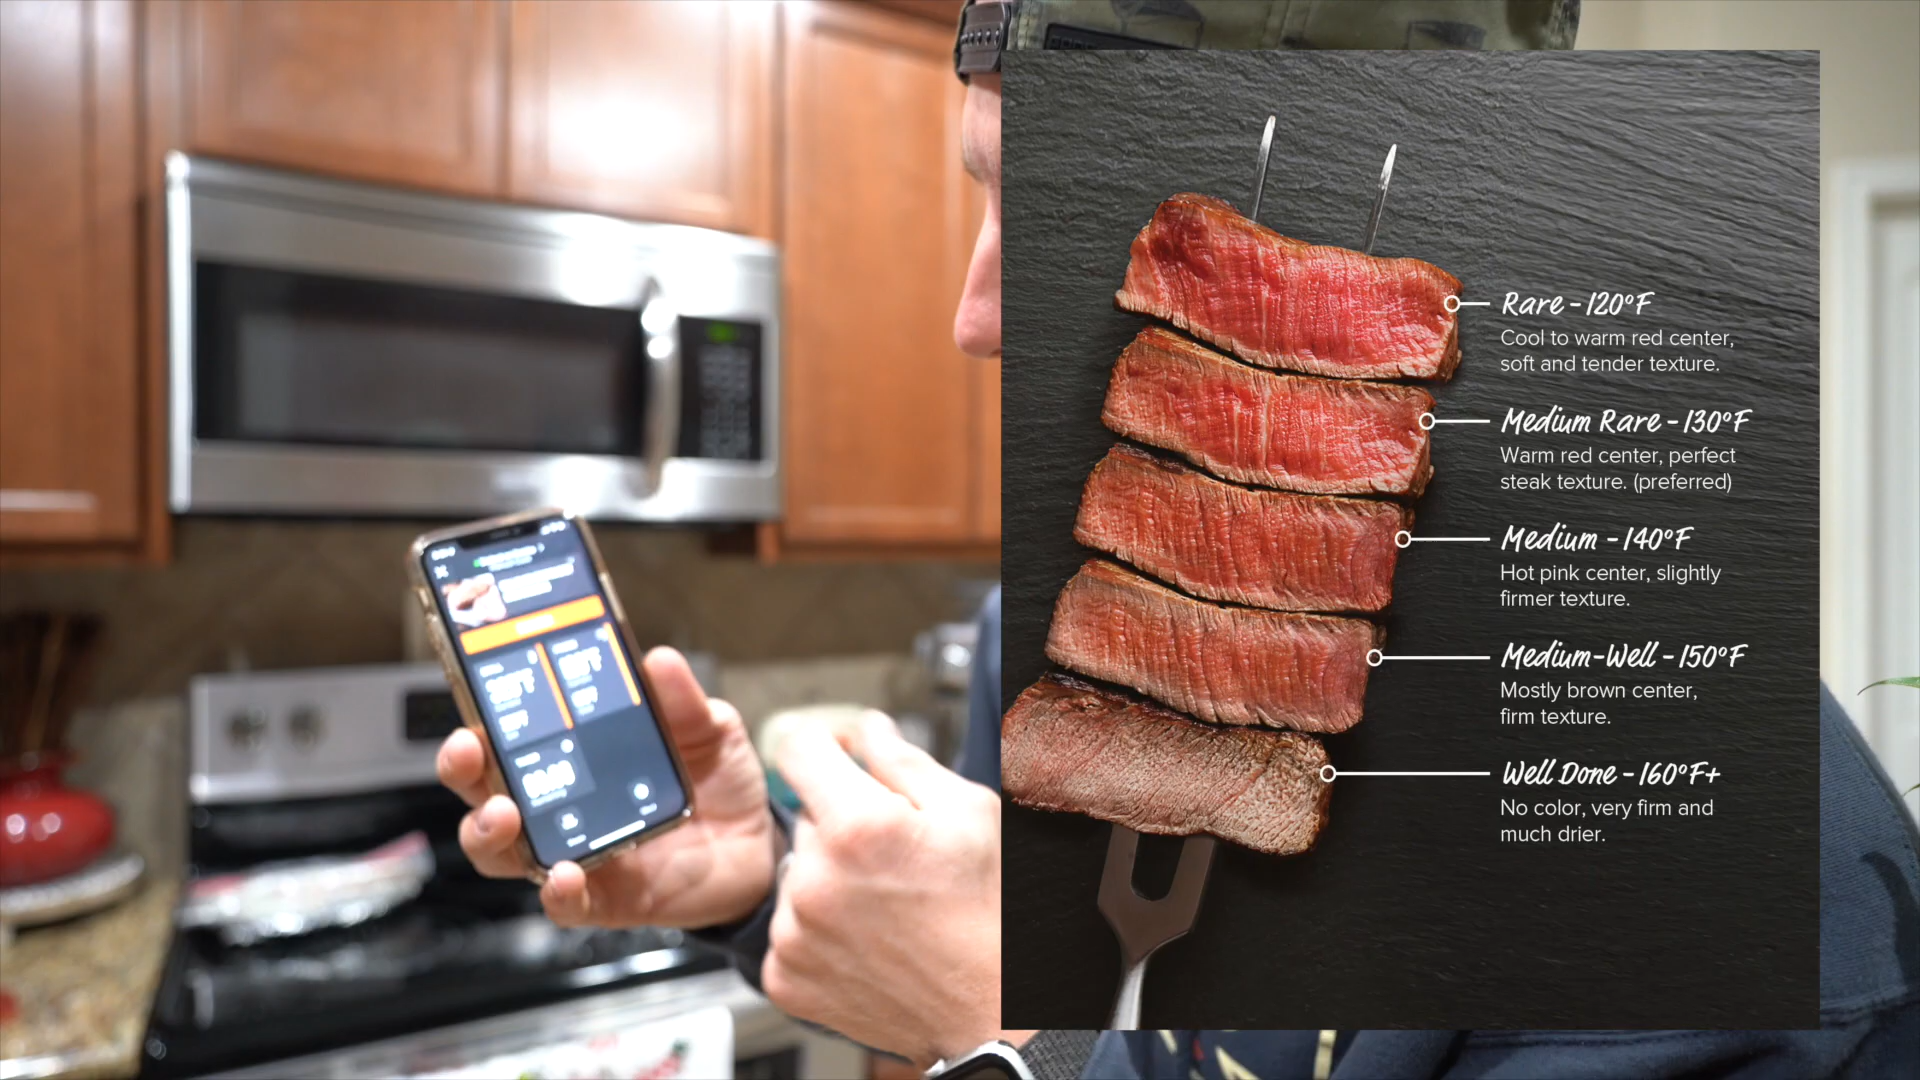 Rare - 120°F
Cool to warm red center,
soft and tender texture.
Medium Rare - 130°F
Warm red center, perfect
steak texture. (preferred)
Medium - 140°F
Hot pink center, slightly
firmer texture.
Medium-Well - 150°F
Mostly brown center,
firm texture.
Well Done - 160°F+
No color, very firm and
much drier.